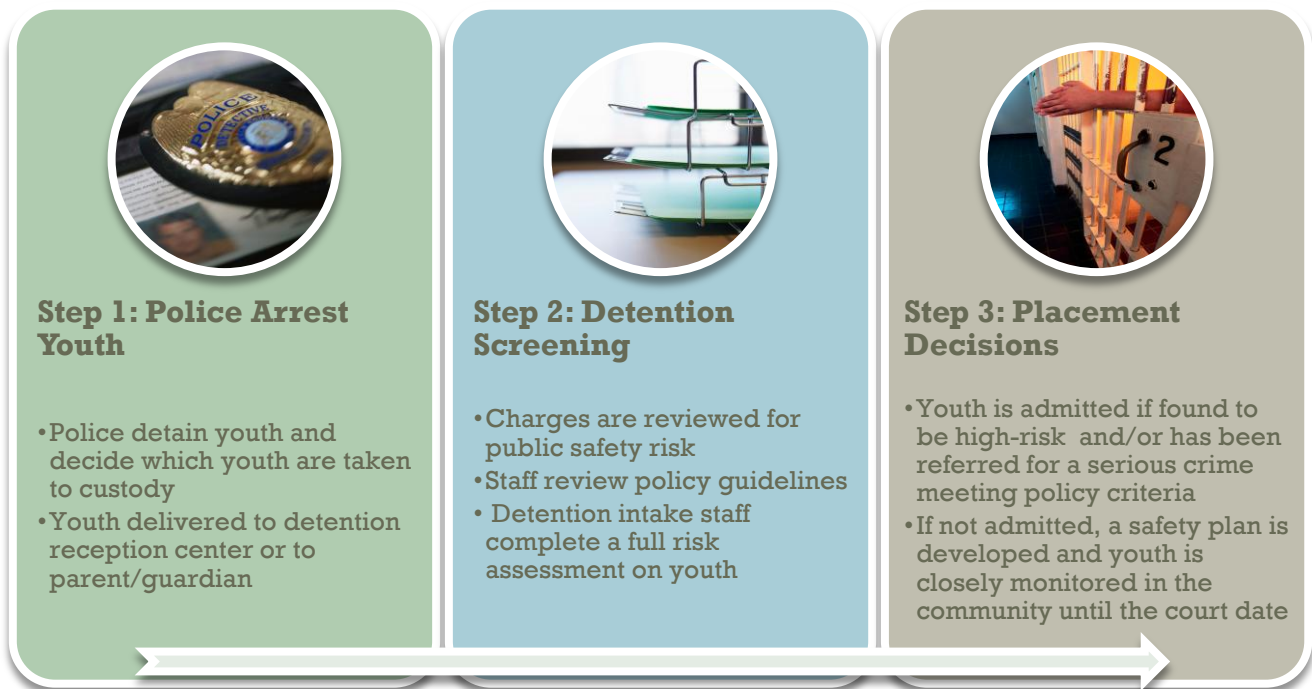 POLICE
DETECTIVE
Step 1: Police Arrest
Youth
•Police detain youth and
decide which youth are taken
to custody
•Youth delivered to detention
reception center or to
parent/guardian
Step 2: Detention
Screening
•Charges are reviewed for
public safety risk
•Staff review policy guidelines
• Detention intake staff
complete a full risk
assessment on youth
2
Step 3: Placement
Decisions
•Youth is admitted if found to
be high-risk  and/or has been
referred for a serious crime
meeting policy criteria
•If not admitted, a safety plan is
developed and youth is
closely monitored in the
community until the court date